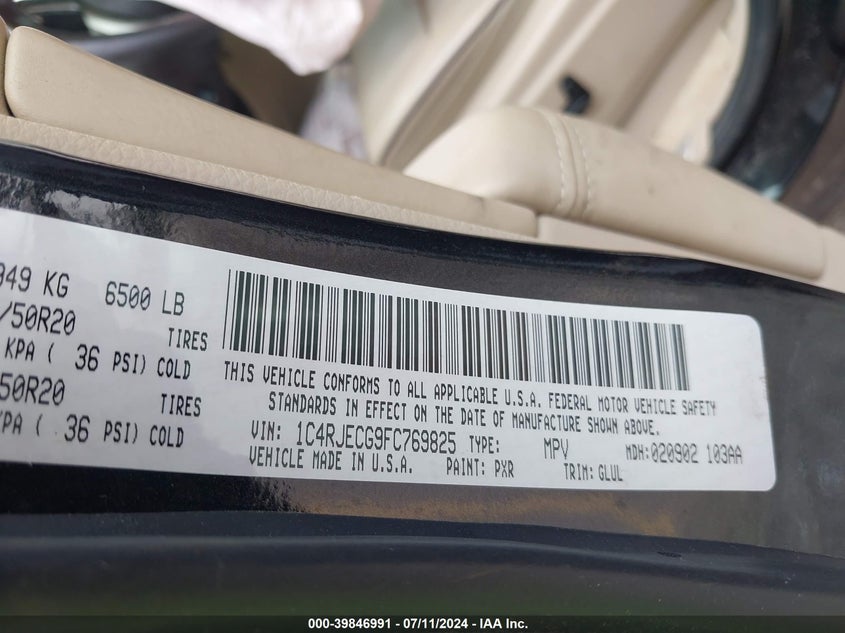 949 KG 6500 LB
/50R20 TIRES
KPA ( 36 PSI) COLD
50R20 TIRES
KPA ( 36 PSI) COLD
THIS VEHICLE CONFORMS TO ALL APPLICABLE U.S.A. FEDERAL MOTOR VEHICLE SAFETY
STANDARDS IN EFFECT ON THE DATE OF MANUFACTURE SHOWN ABOVE.
VIN: 1C4RJECG9FC769825 TYPE: MPV MDH:020902 103AA
VEHICLE MADE IN U.S.A. PAINT: PXR TRIM: GLUL
000-39846991 - 07/11/2024 - IAA Inc.